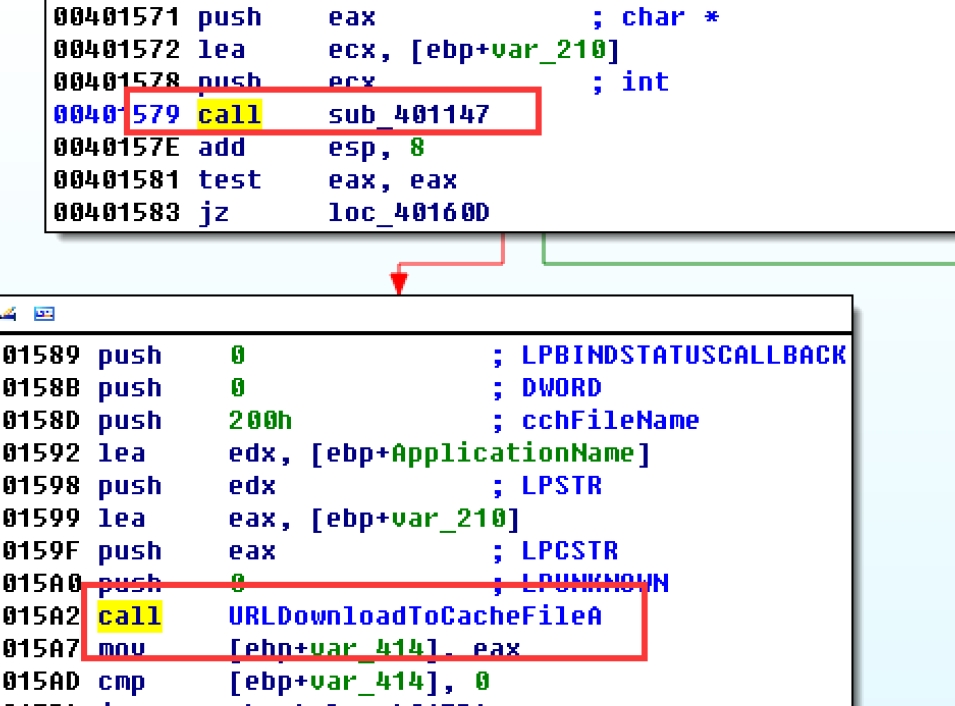 00401571 push eax ; char *
00401572 lea ecx, [ebp+var_210]
00401578 push ecx ; int
00401579 call sub_401147
0040157E add esp, 8
00401581 test eax, eax
00401583 jz loc_40160D
01589 push 0 ; LPBINDSTATUSCALLBACK
0158B push 0 ; DWORD
0158D push 200h ; cchFileName
01592 lea edx, [ebp+ApplicationName]
01598 push edx ; LPSTR
01599 lea eax, [ebp+var_210]
0159F push eax ; LPCSTR
015A0 push 0 ; LPUNKNOWN
015A2 call URLDownloadToCacheFileA
015A7 mov [ebp+var_414], eax
015AD cmp [ebp+var_414], 0